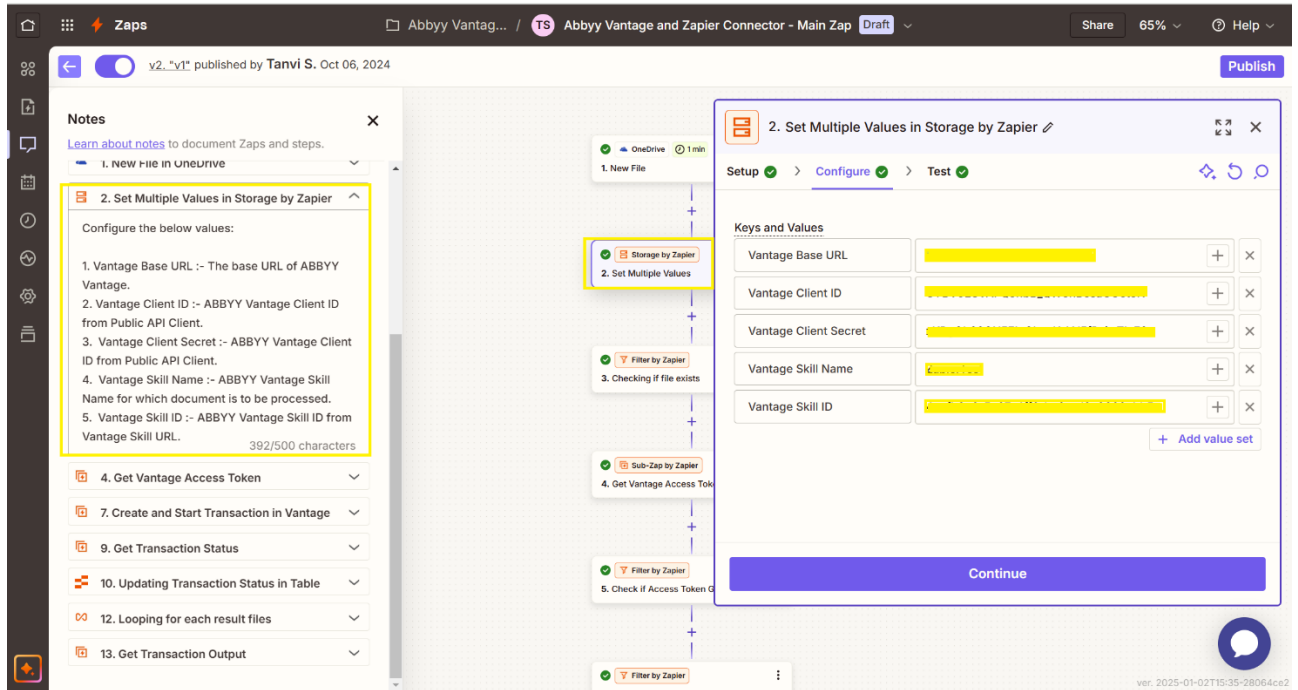 Zaps
Abbyy Vantag... / TS Abbyy Vantage and Zapier Connector - Main Zap Draft
Share 65% Help
v2. "v1" published by Tanvi S. Oct 06, 2024
Publish
Notes
Learn about notes to document Zaps and steps.
1. New File in OneDrive
2. Set Multiple Values in Storage by Zapier
Configure the below values:
1. Vantage Base URL :- The base URL of ABBYY
Vantage.
2. Vantage Client ID :- ABBYY Vantage Client ID
from Public API Client.
3. Vantage Client Secret :- ABBYY Vantage Client
ID from Public API Client.
4. Vantage Skill Name :- ABBYY Vantage Skill
Name for which document is to be processed.
5. Vantage Skill ID :- ABBYY Vantage Skill ID from
Vantage Skill URL.
392/500 characters
4. Get Vantage Access Token
7. Create and Start Transaction in Vantage
9. Get Transaction Status
10. Updating Transaction Status in Table
12. Looping for each result files
13. Get Transaction Output
OneDrive 1 min
1. New File
Storage by Zapier
2. Set Multiple Values
Filter by Zapier
3. Checking if file exists
Sub-Zap by Zapier
4. Get Vantage Access Tok
Filter by Zapier
5. Check if Access Token G
Filter by Zapier
2. Set Multiple Values in Storage by Zapier
Setup > Configure > Test
Keys and Values
Vantage Base URL
Vantage Client ID
Vantage Client Secret
Vantage Skill Name
Vantage Skill ID
+ Add value set
Continue
ver. 2025-01-02T15:35-28064ce2